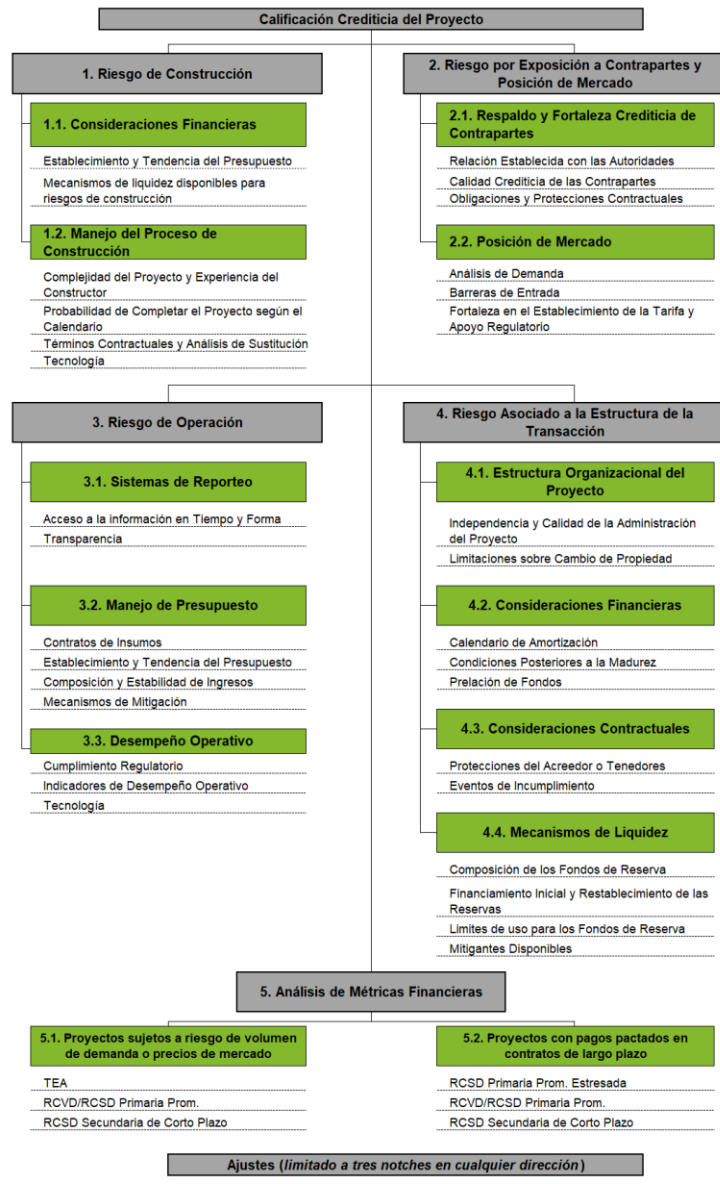 Calificación Crediticia del Proyecto
1. Riesgo de Construcción
1.1. Consideraciones Financieras
Establecimiento y Tendencia del Presupuesto
Mecanismos de liquidez disponibles para
riesgos de construcción
1.2. Manejo del Proceso de
Construcción
Complejidad del Proyecto y Experiencia del
Constructor
Probabilidad de Completar el Proyecto según el
Calendario
Términos Contractuales y Análisis de Sustitución
Tecnología
2. Riesgo por Exposición a Contrapartes y
Posición de Mercado
2.1. Respaldo y Fortaleza Crediticia de
Contrapartes
Relación Establecida con las Autoridades
Calidad Crediticia de las Contrapartes
Obligaciones y Protecciones Contractuales
2.2. Posición de Mercado
Análisis de Demanda
Barreras de Entrada
Fortaleza en el Establecimiento de la Tarifa y
Apoyo Regulatorio
3. Riesgo de Operación
3.1. Sistemas de Reporteo
Acceso a la información en Tiempo y Forma
Transparencia
3.2. Manejo de Presupuesto
Contratos de Insumos
Establecimiento y Tendencia del Presupuesto
Composición y Estabilidad de Ingresos
Mecanismos de Mitigación
3.3. Desempeño Operativo
Cumplimiento Regulatorio
Indicadores de Desempeño Operativo
Tecnología
4. Riesgo Asociado a la Estructura de la
Transacción
4.1. Estructura Organizacional del
Proyecto
Independencia y Calidad de la Administración
del Proyecto
Limitaciones sobre Cambio de Propiedad
4.2. Consideraciones Financieras
Calendario de Amortización
Condiciones Posteriores a la Madurez
Prelación de Fondos
4.3. Consideraciones Contractuales
Protecciones del Acreedor o Tenedores
Eventos de Incumplimiento
4.4. Mecanismos de Liquidez
Composición de los Fondos de Reserva
Financiamiento Inicial y Restablecimiento de las
Reservas
Limites de uso para los Fondos de Reserva
Mitigantes Disponibles
5. Análisis de Métricas Financieras
5.1. Proyectos sujetos a riesgo de volumen
de demanda o precios de mercado
TEA
RCVD/RCSD Primaria Prom.
RCSD Secundaria de Corto Plazo
5.2. Proyectos con pagos pactados en
contratos de largo plazo
RCSD Primaria Prom. Estresada
RCVD/RCSD Primaria Prom.
RCSD Secundaria de Corto Plazo
Ajustes (limitado a tres notches en cualquier dirección)